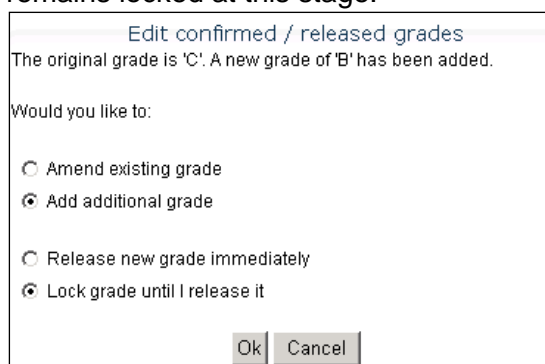 remains locked at this stage.
Edit confirmed / released grades
The original grade is 'C'. A new grade of 'B' has been added.
Would you like to:
Amend existing grade
Add additional grade
Release new grade immediately
Lock grade until I release it
Ok Cancel